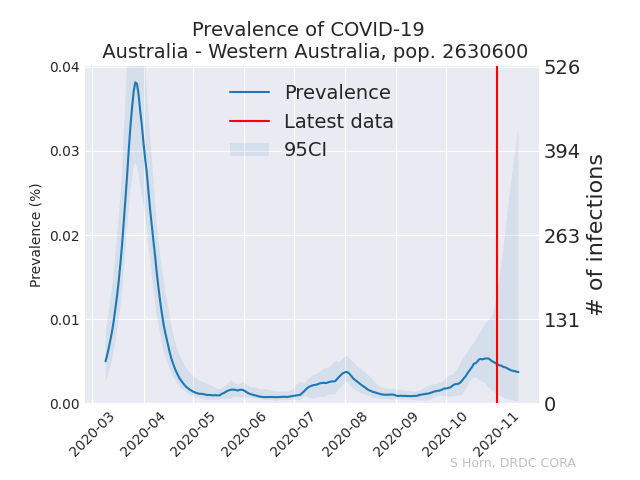 Prevalence of COVID-19
Australia - Western Australia, pop. 2630600
Prevalence (%)
0.04
0.03
0.02
0.01
0.00
Prevalence
Latest data
95CI
526
394
263
131
0
# of infections
2020-03
2020-04
2020-05
2020-06
2020-07
2020-08
2020-09
2020-10
2020-11
S Horn, DRDC CORA